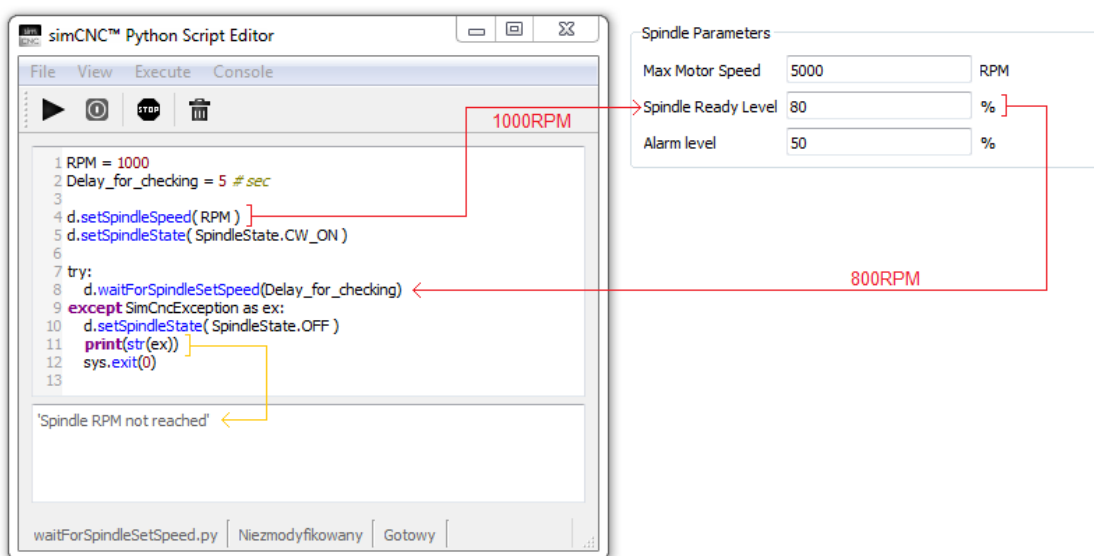 sim CNC simCNC™ Python Script Editor
File View Execute Console
STOP
1 RPM = 1000
2 Delay_for_checking = 5 # sec
3
4 d.setSpindleSpeed( RPM )
5 d.setSpindleState( SpindleState.CW_ON )
6
7 try:
8 d.waitForSpindleSetSpeed(Delay_for_checking)
9 except SimCncException as ex:
10 d.setSpindleState( SpindleState.OFF )
11 print(str(ex))
12 sys.exit(0)
13
'Spindle RPM not reached'
waitForSpindleSetSpeed.py Niezmodyfikowany Gotowy
1000RPM
Spindle Parameters
Max Motor Speed 5000 RPM
Spindle Ready Level 80 %
Alarm level 50 %
800RPM